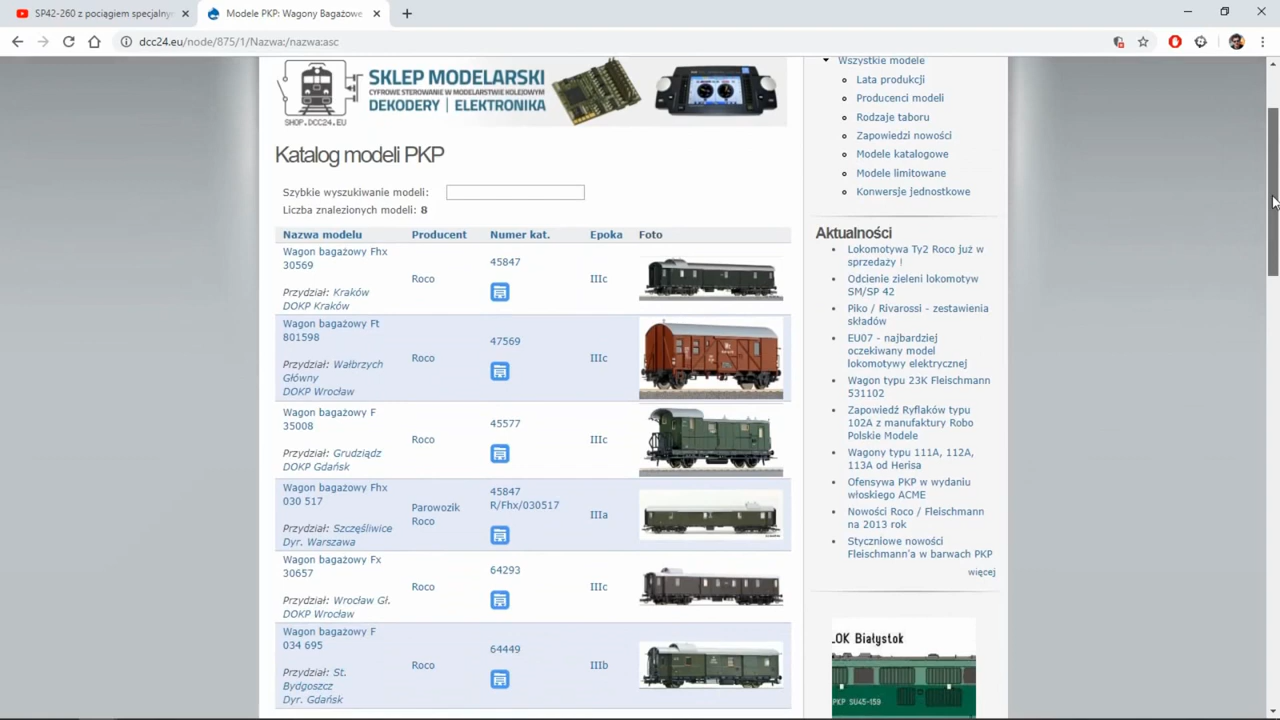 SP42-260 z pociągiem specjalnym
Modele PKP: Wagony Bagażowe
dcc24.eu/node/875/1/Nazwa:/nazwa:asc
SKLEP MODELARSKI
CYFROWE STEROWANIE W MODELARSTWIE KOLEJOWYM
DEKODERY | ELEKTRONIKA
SHOP.DCC24.EU
Katalog modeli PKP
Szybkie wyszukiwanie modeli:
Liczba znalezionych modeli: 8
Nazwa modelu Producent Numer kat. Epoka Foto
Wagon bagażowy Fhx
30569
Przydział: Kraków
DOKP Kraków
Roco
45847
IIIc
Wagon bagażowy Ft
801598
Przydział: Wałbrzych
Główny
DOKP Wrocław
Roco
47569
IIIc
Wagon bagażowy F
35008
Przydział: Grudziądz
DOKP Gdańsk
Roco
45577
IIIc
Wagon bagażowy Fhx
030 517
Przydział: Szczęśliwice
Dyr. Warszawa
Parowozik
Roco
45847
R/Fhx/030517
IIIa
Wagon bagażowy Fx
30657
Przydział: Wrocław Gł.
DOKP Wrocław
Roco
64293
IIIc
Wagon bagażowy F
034 695
Przydział: St.
Bydgoszcz
Dyr. Gdańsk
Roco
64449
IIIb
Wszystkie modele
Lata produkcji
Producenci modeli
Rodzaje taboru
Zapowiedzi nowości
Modele katalogowe
Modele limitowane
Konwersje jednostkowe
Aktualności
Lokomotywa Ty2 Roco już w
sprzedaży !
Odcienie zieleni lokomotyw
SM/SP 42
Piko / Rivarossi - zestawienia
składów
EU07 - najbardziej
oczekiwany model
lokomotywy elektrycznej
Wagon typu 23K Fleischmann
531102
Zapowiedź Ryflaków typu
102A z manufaktury Robo
Polskie Modele
Wagony typu 111A, 112A,
113A od Herisa
Ofensywa PKP w wydaniu
włoskiego ACME
Nowości Roco / Fleischmann
na 2013 rok
Styczniowe nowości
Fleischmann'a w barwach PKP
więcej
LOK Białystok
PKP SU45-159